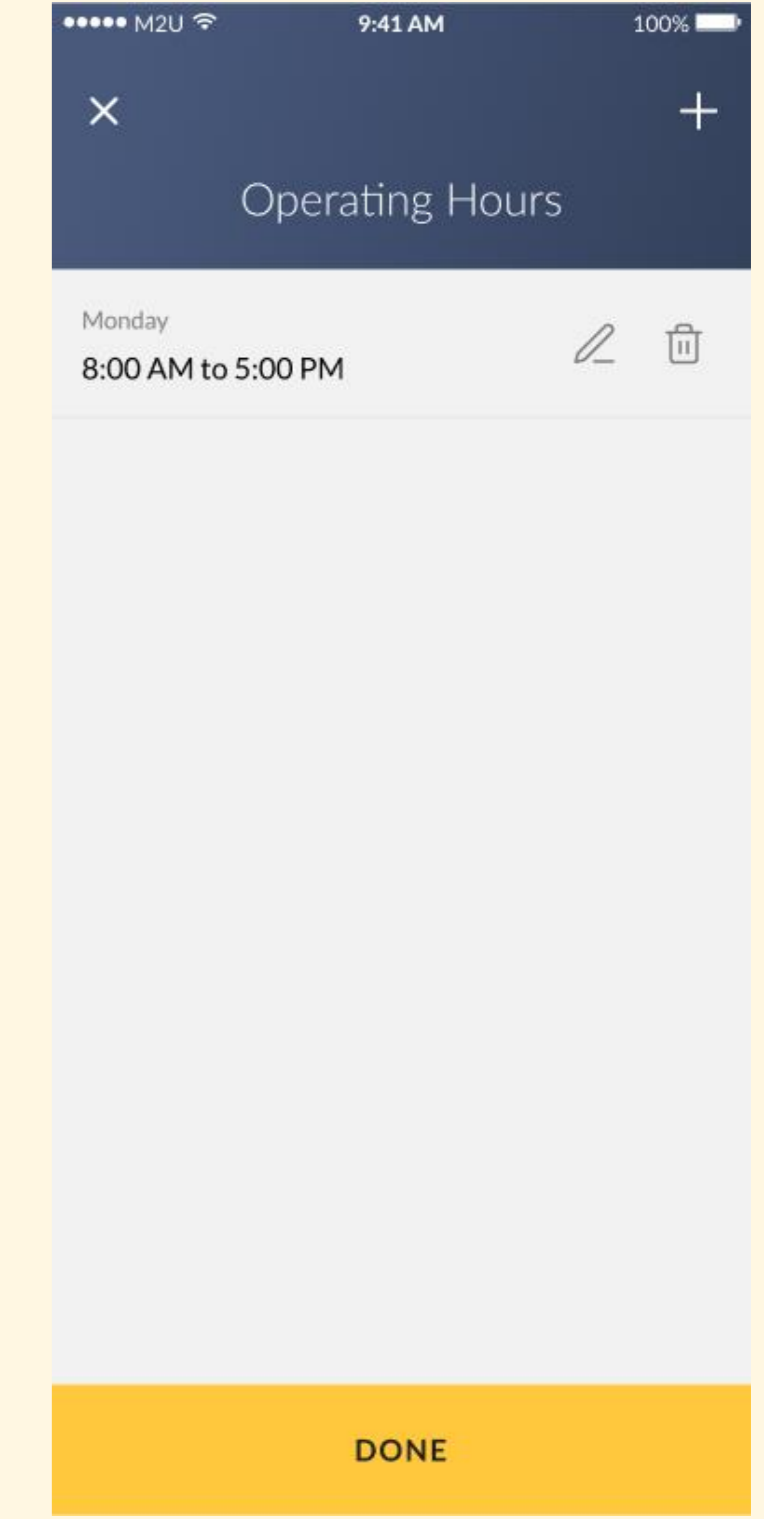 M2U 9:41 AM 100%
Operating Hours
Monday
8:00 AM to 5:00 PM
DONE